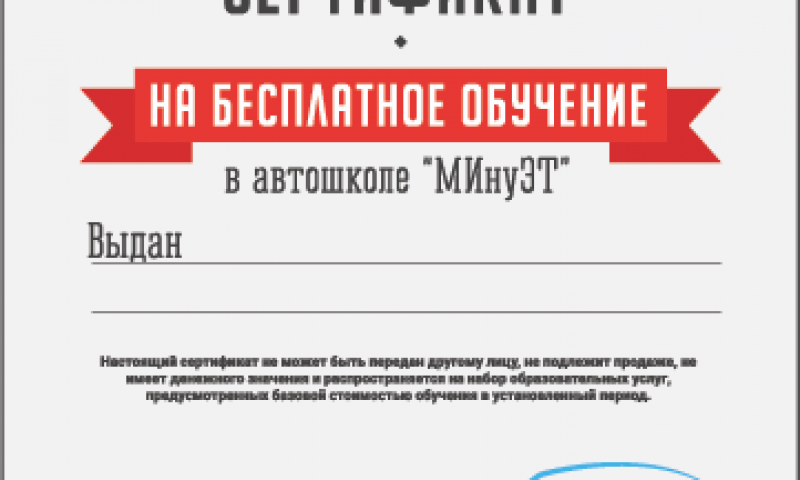 СЕРТИФИКАТ
НА БЕСПЛАТНОЕ ОБУЧЕНИЕ
в автошколе "МИнуЭТ"
Выдан
Настоящий сертификат не может быть передан другому лицу, не подлежит продаже, не
имеет денежного значения и распространяется на набор образовательных услуг,
предусмотренных базовой стоимостью обучения в установленный период.